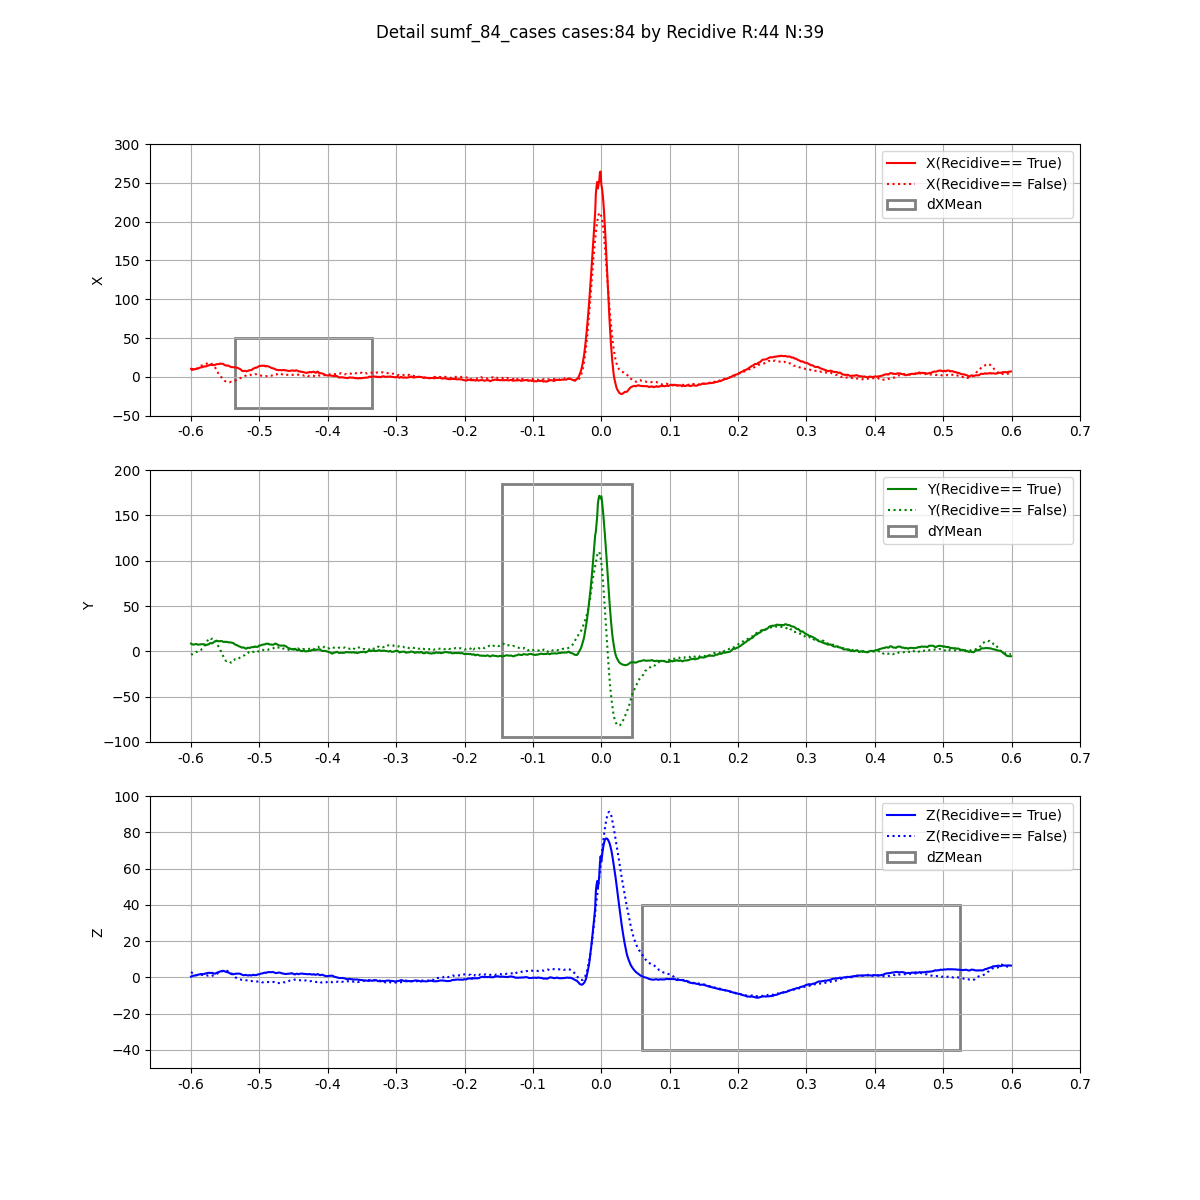 Detail sumf_84_cases cases:84 by Recidive R:44 N:39
300
250
200
150
100
50
0
−50
X
X(Recidive== True)
X(Recidive== False)
dXMean
-0.6 -0.5 -0.4 -0.3 -0.2 -0.1 0.0 0.1 0.2 0.3 0.4 0.5 0.6 0.7
200
150
100
50
0
−50
−100
Y
Y(Recidive== True)
Y(Recidive== False)
dYMean
-0.6 -0.5 -0.4 -0.3 -0.2 -0.1 0.0 0.1 0.2 0.3 0.4 0.5 0.6 0.7
100
80
60
40
20
0
−20
−40
Z
Z(Recidive== True)
Z(Recidive== False)
dZMean
-0.6 -0.5 -0.4 -0.3 -0.2 -0.1 0.0 0.1 0.2 0.3 0.4 0.5 0.6 0.7